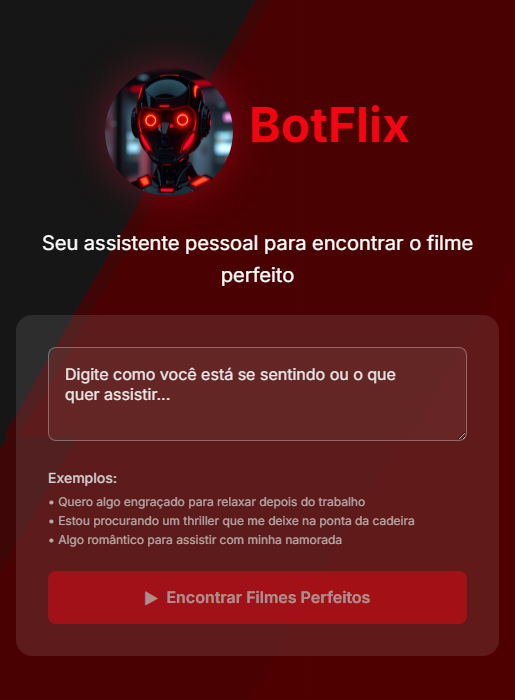 BotFlix
Seu assistente pessoal para encontrar o filme
perfeito
Digite como você está se sentindo ou o que
quer assistir...
Exemplos:
• Quero algo engraçado para relaxar depois do trabalho
• Estou procurando um thriller que me deixe na ponta da cadeira
• Algo romântico para assistir com minha namorada
▶ Encontrar Filmes Perfeitos